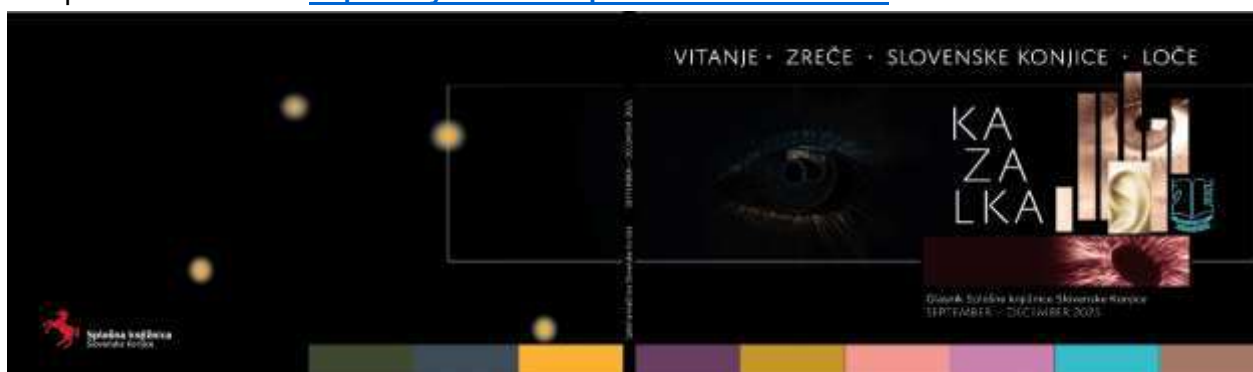 VITANJE · ZREČE · SLOVENSKE KONJICE · LOČE
KA
ZA
LKA
Glasnik Splošne knjižnice Slovenske Konjice
SEPTEMBER – DECEMBER 2025
Splošna knjižnica
Slovenske Konjice